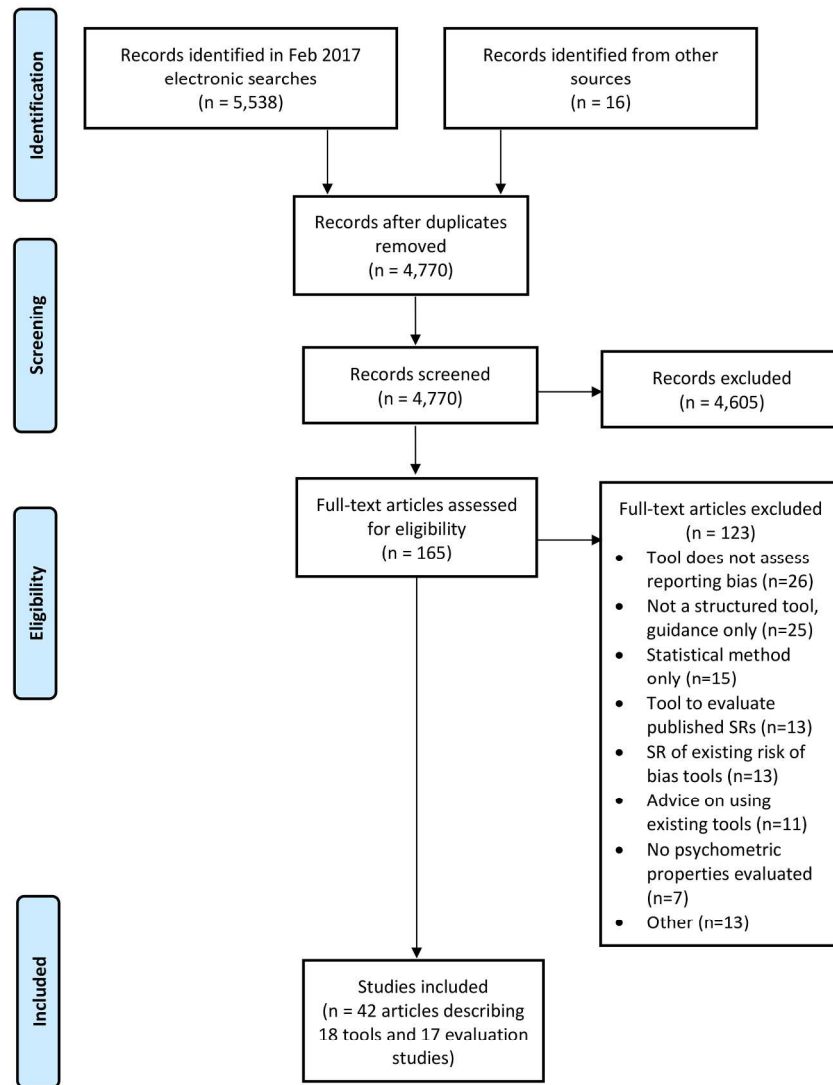 Identification
Records identified in Feb 2017
electronic searches
(n = 5,538)
Records identified from other
sources
(n = 16)
Records after duplicates
removed
(n = 4,770)
Screening
Records screened
(n = 4,770)
Records excluded
(n = 4,605)
Eligibility
Full-text articles assessed
for eligibility
(n = 165)
Full-text articles excluded
(n = 123)
• Tool does not assess
reporting bias (n=26)
• Not a structured tool,
guidance only (n=25)
• Statistical method
only (n=15)
• Tool to evaluate
published SRs (n=13)
• SR of existing risk of
bias tools (n=13)
• Advice on using
existing tools (n=11)
• No psychometric
properties evaluated
(n=7)
• Other (n=13)
Included
Studies included
(n = 42 articles describing
18 tools and 17 evaluation
studies)